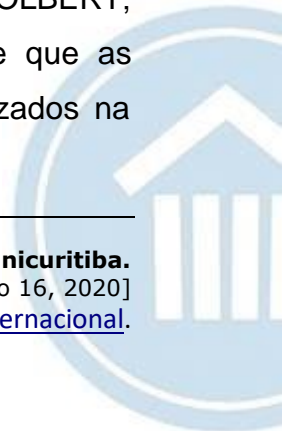 OLBERT,
e que as
zados na
nicuritiba.
o 16, 2020]
ernacional.